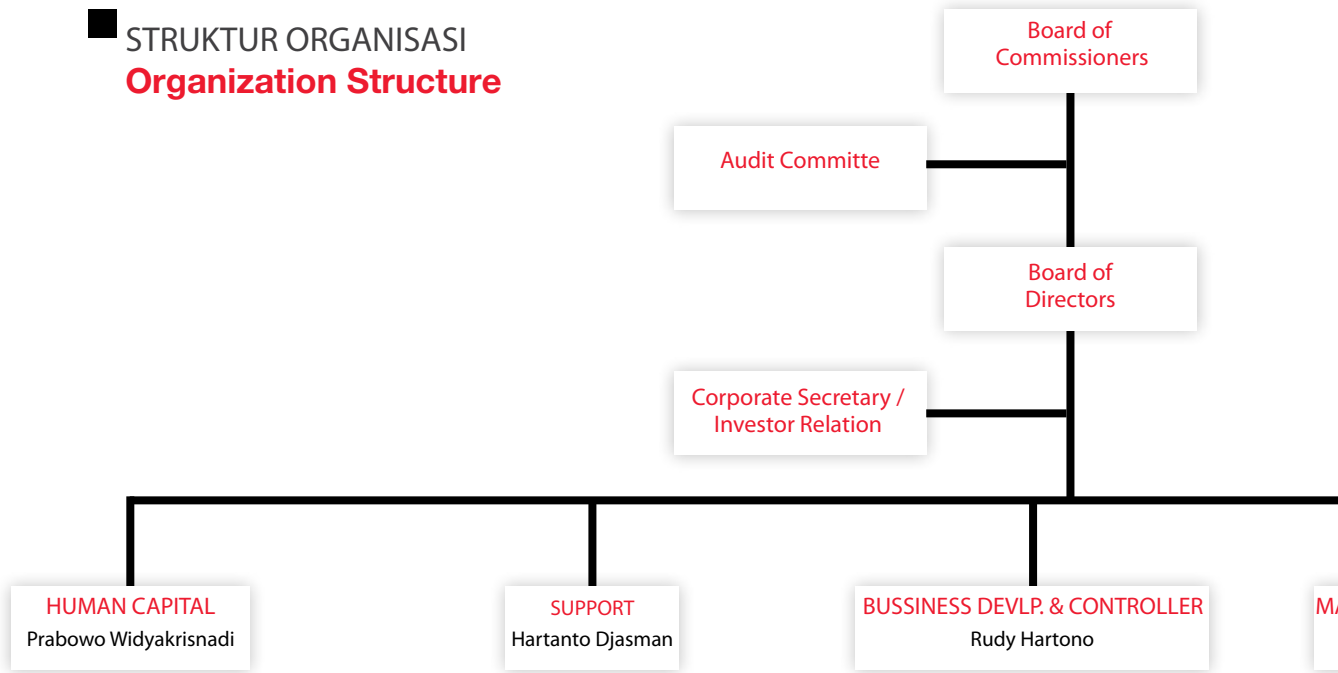 STRUKTUR ORGANISASI
Organization Structure
Board of
Commissioners
Audit Committe
Board of
Directors
Corporate Secretary /
Investor Relation
HUMAN CAPITAL
Prabowo Widyakrisnadi
SUPPORT
Hartanto Djasman
BUSSINESS DEVLP. & CONTROLLER
Rudy Hartono